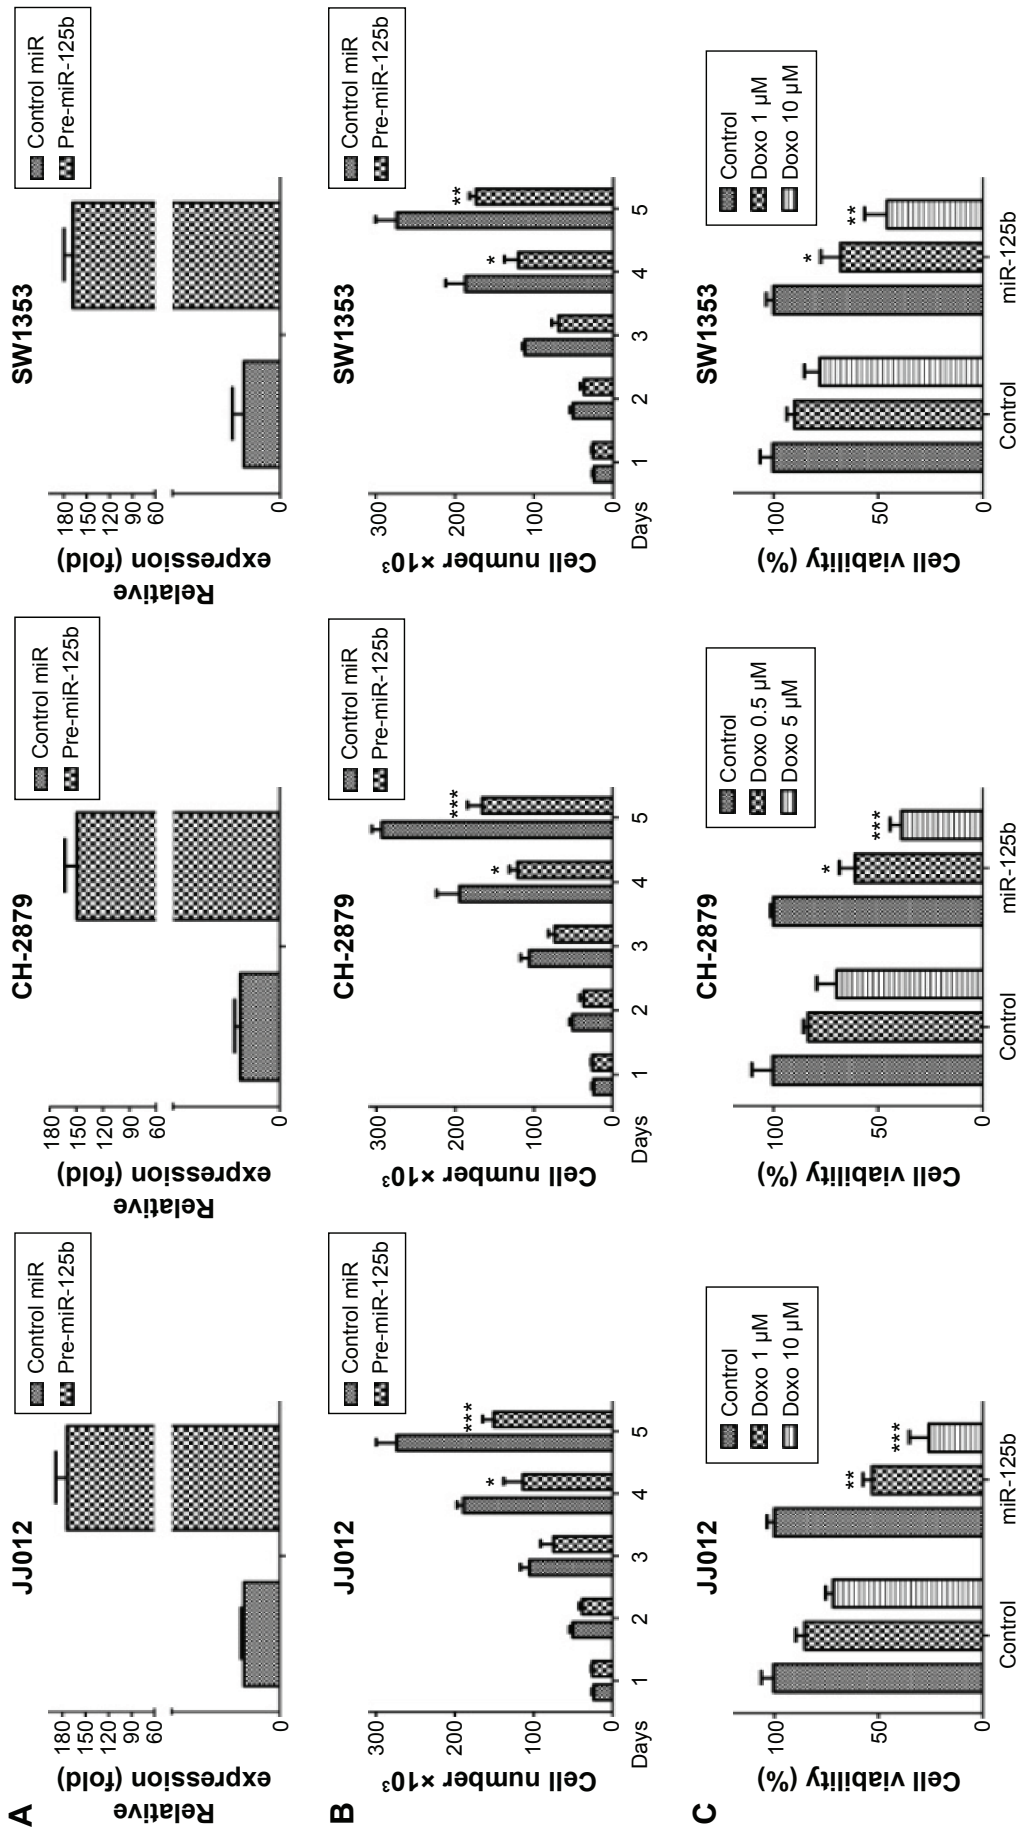 A
JJ012
Control miR
Pre-miR-125b
Relative
expression (fold)
180
150
120
90
60
0
CH-2879
Control miR
Pre-miR-125b
Relative
expression (fold)
180
150
120
90
60
0
SW1353
Control miR
Pre-miR-125b
Relative
expression (fold)
180
150
120
90
60
0
B
JJ012
Control miR
Pre-miR-125b
Cell number ×10³
300
200
100
0
* ***
Days 1 2 3 4 5
CH-2879
Control miR
Pre-miR-125b
Cell number ×10³
300
200
100
0
* ***
Days 1 2 3 4 5
SW1353
Control miR
Pre-miR-125b
Cell number ×10³
300
200
100
0
* **
Days 1 2 3 4 5
C
JJ012
Control
Doxo 1 µM
Doxo 10 µM
Cell viability (%)
100
50
0
** ***
Control miR-125b
CH-2879
Control
Doxo 0.5 µM
Doxo 5 µM
Cell viability (%)
100
50
0
* ***
Control miR-125b
SW1353
Control
Doxo 1 µM
Doxo 10 µM
Cell viability (%)
100
50
0
* **
Control miR-125b